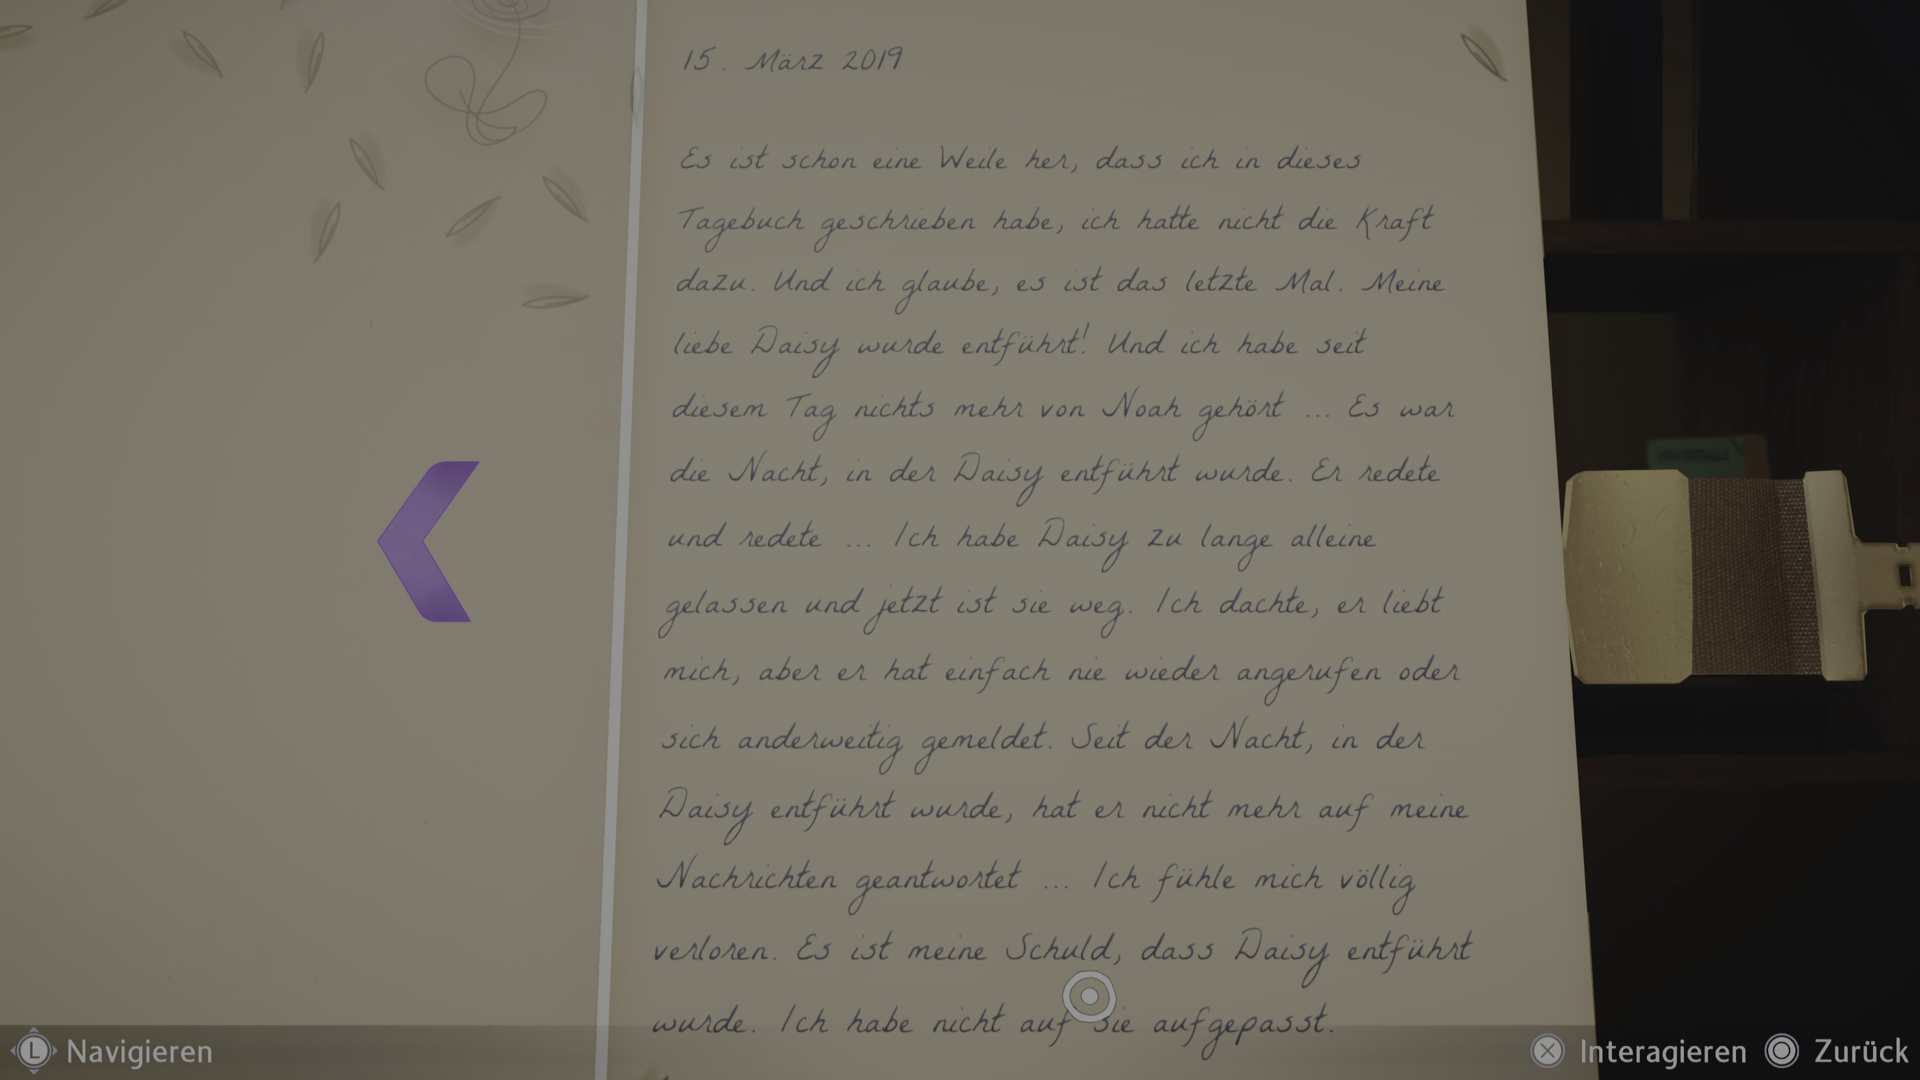 15. März 2019
Es ist schon eine Weile her, dass ich in dieses
Tagebuch geschrieben habe, ich hatte nicht die Kraft
dazu. Und ich glaube, es ist das letzte Mal. Meine
liebe Daisy wurde entführt! Und ich habe seit
diesem Tag nichts mehr von Noah gehört ... Es war
die Nacht, in der Daisy entführt wurde. Er redete
und redete ... Ich habe Daisy zu lange alleine
gelassen und jetzt ist sie weg. Ich dachte, er liebt
mich, aber er hat einfach nie wieder angerufen oder
sich anderweitig gemeldet. Seit der Nacht, in der
Daisy entführt wurde, hat er nicht mehr auf meine
Nachrichten geantwortet ... Ich fühle mich völlig
verloren. Es ist meine Schuld, dass Daisy entführt
wurde. Ich habe nicht auf sie aufgepasst.
L Navigieren
Interagieren
Zurück